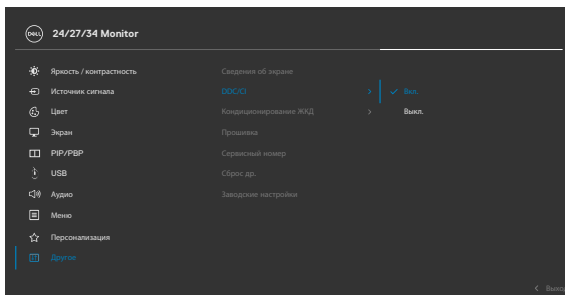 DELL 24/27/34 Monitor
Яркость / контрастность Сведения об экране
Источник сигнала DDC/CI Вкл.
Цвет Кондиционирование ЖКД Выкл.
Экран Прошивка
PIP/PBP Сервисный номер
USB Сброс др.
Аудио Заводские настройки
Меню
Персонализация
Другое
Выход